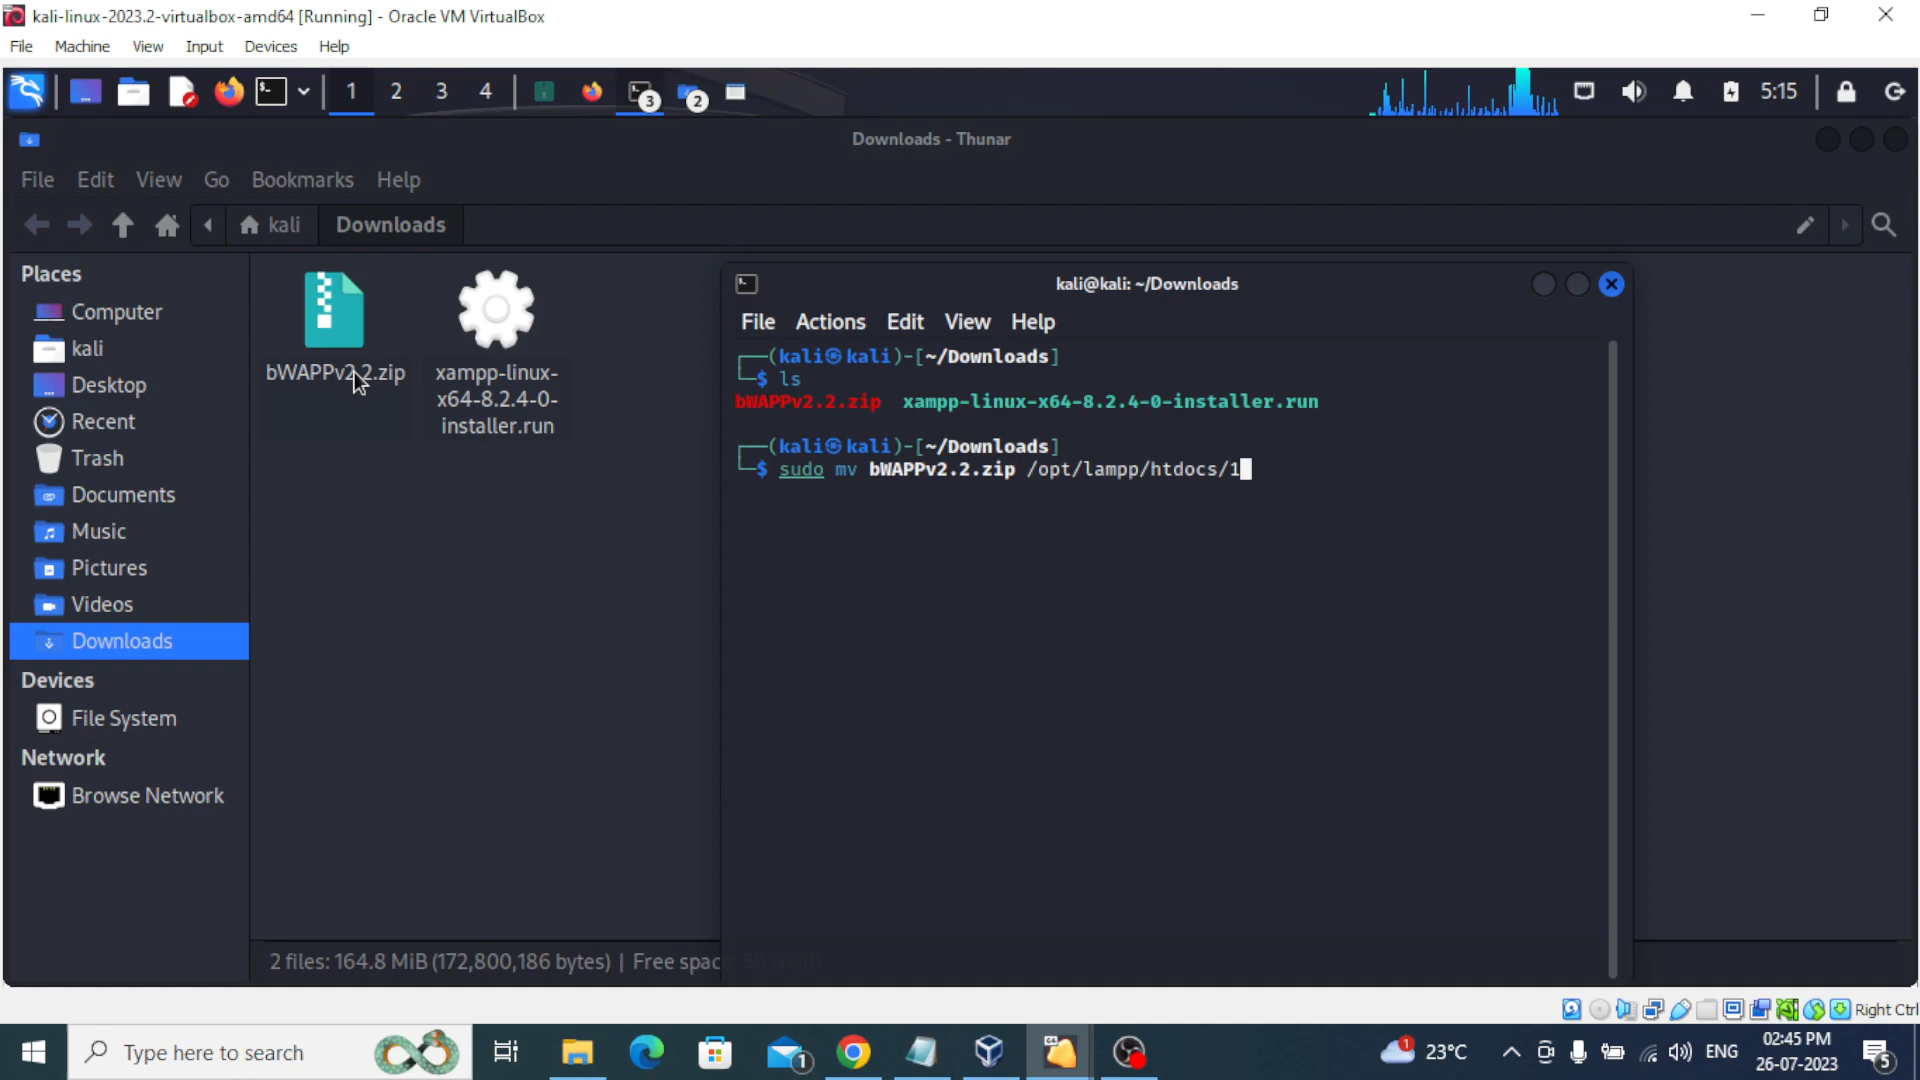 kali-linux-2023.2-virtualbox-amd64 [Running] - Oracle VM VirtualBox
File Machine View Input Devices Help
1 2 3 4 3 2 5:15
Downloads - Thunar
File Edit View Go Bookmarks Help
kali Downloads
Places
Computer
kali
Desktop
Recent
Trash
Documents
Music
Pictures
Videos
Downloads
Devices
File System
Network
Browse Network
bWAPPv2.2.zip
xampp-linux-
x64-8.2.4-0-
installer.run
2 files: 164.8 MiB (172,800,186 bytes) | Free spac
kali@kali: ~/Downloads
File Actions Edit View Help
(kali㉿kali)-[~/Downloads]
$ ls
bWAPPv2.2.zip xampp-linux-x64-8.2.4-0-installer.run
(kali㉿kali)-[~/Downloads]
$ sudo mv bWAPPv2.2.zip /opt/lampp/htdocs/1
Right Ctrl
Type here to search
1
1
23°C
ENG
02:45 PM
26-07-2023
5